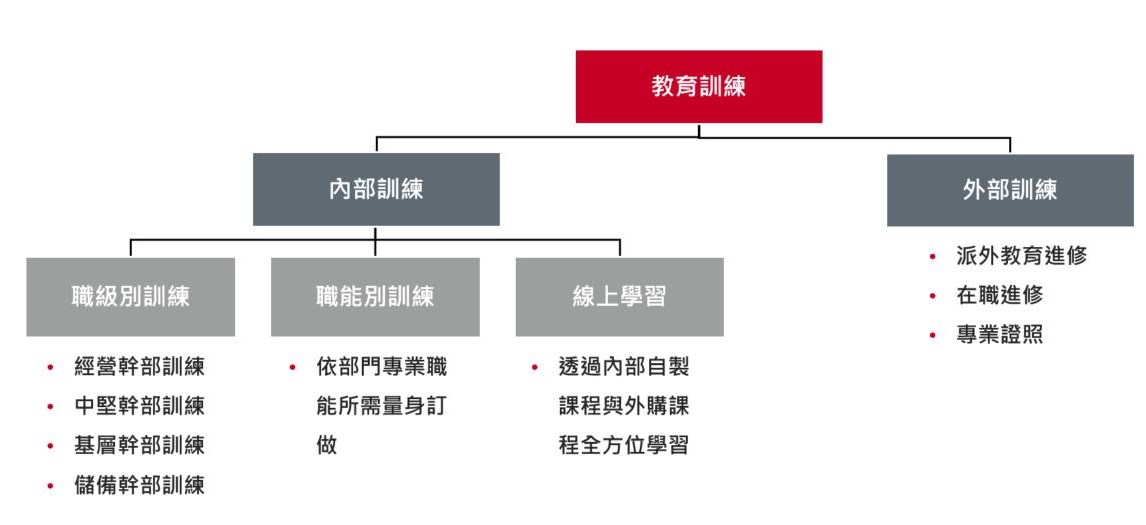 教育訓練
內部訓練
外部訓練
職級別訓練
職能別訓練
線上學習
• 經營幹部訓練
• 中堅幹部訓練
• 基層幹部訓練
• 儲備幹部訓練
• 依部門專業職
能所需量身訂
做
• 透過內部自製
課程與外購課
程全方位學習
• 派外教育進修
• 在職進修
• 專業證照